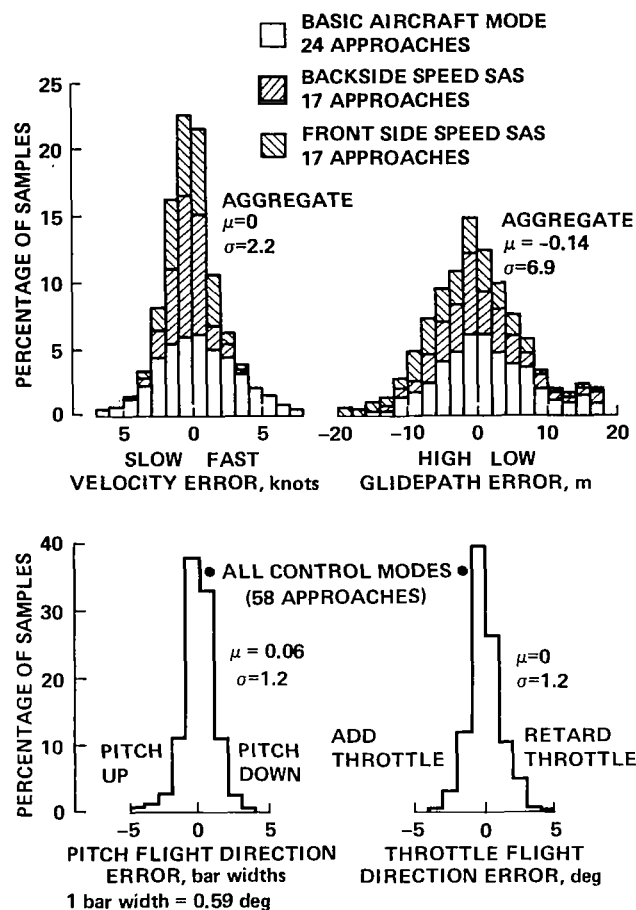 BASIC AIRCRAFT MODE
24 APPROACHES
BACKSIDE SPEED SAS
17 APPROACHES
FRONT SIDE SPEED SAS
17 APPROACHES
PERCENTAGE OF SAMPLES
25
20
15
10
5
0
AGGREGATE
μ=0
σ=2.2
5 0 5
SLOW FAST
VELOCITY ERROR, knots
AGGREGATE
μ = -0.14
σ=6.9
-20 -10 0 10 20
HIGH LOW
GLIDEPATH ERROR, m
PERCENTAGE OF SAMPLES
40
30
20
10
0
• ALL CONTROL MODES •
(58 APPROACHES)
μ = 0.06
σ=1.2
PITCH UP
PITCH DOWN
-5 0 5
PITCH FLIGHT DIRECTION
ERROR, bar widths
1 bar width = 0.59 deg
μ=0
σ=1.2
ADD THROTTLE
RETARD THROTTLE
-5 0 5
THROTTLE FLIGHT
DIRECTION ERROR, deg